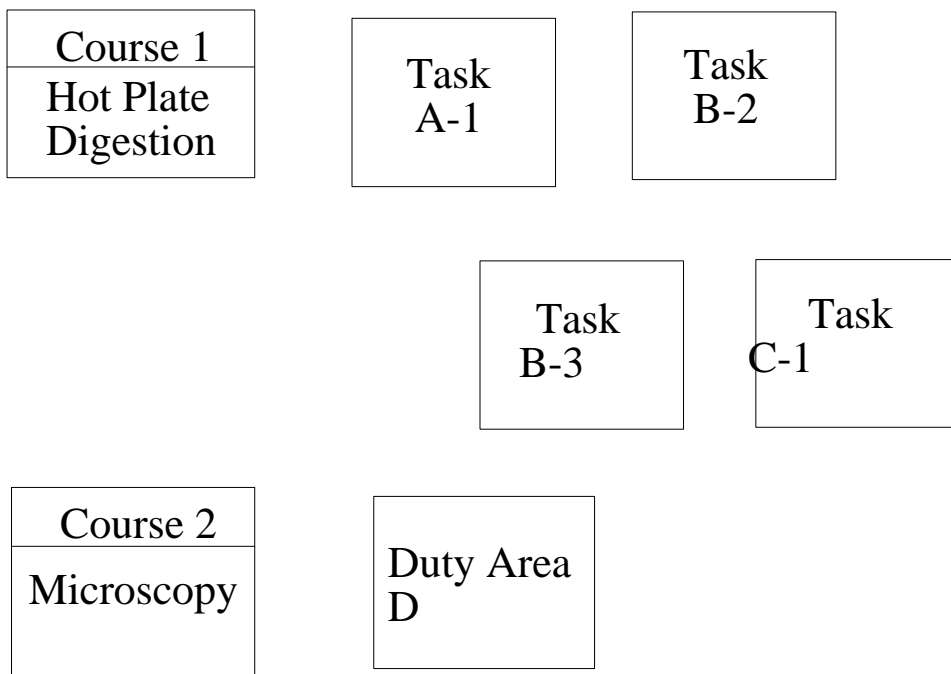 Course 1
Hot Plate
Digestion
Task
A-1
Task
B-2
Task
B-3
Task
C-1
Course 2
Microscopy
Duty Area
D